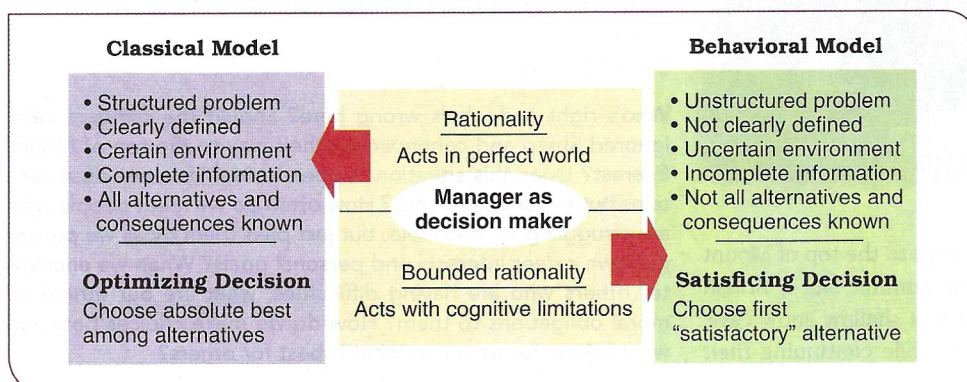 Classical Model
• Structured problem
• Clearly defined
• Certain environment
• Complete information
• All alternatives and
consequences known
Optimizing Decision
Choose absolute best
among alternatives
Rationality
Acts in perfect world
Manager as
decision maker
Bounded rationality
Acts with cognitive limitations
Behavioral Model
• Unstructured problem
• Not clearly defined
• Uncertain environment
• Incomplete information
• Not all alternatives and
consequences known
Satisficing Decision
Choose first
“satisfactory” alternative